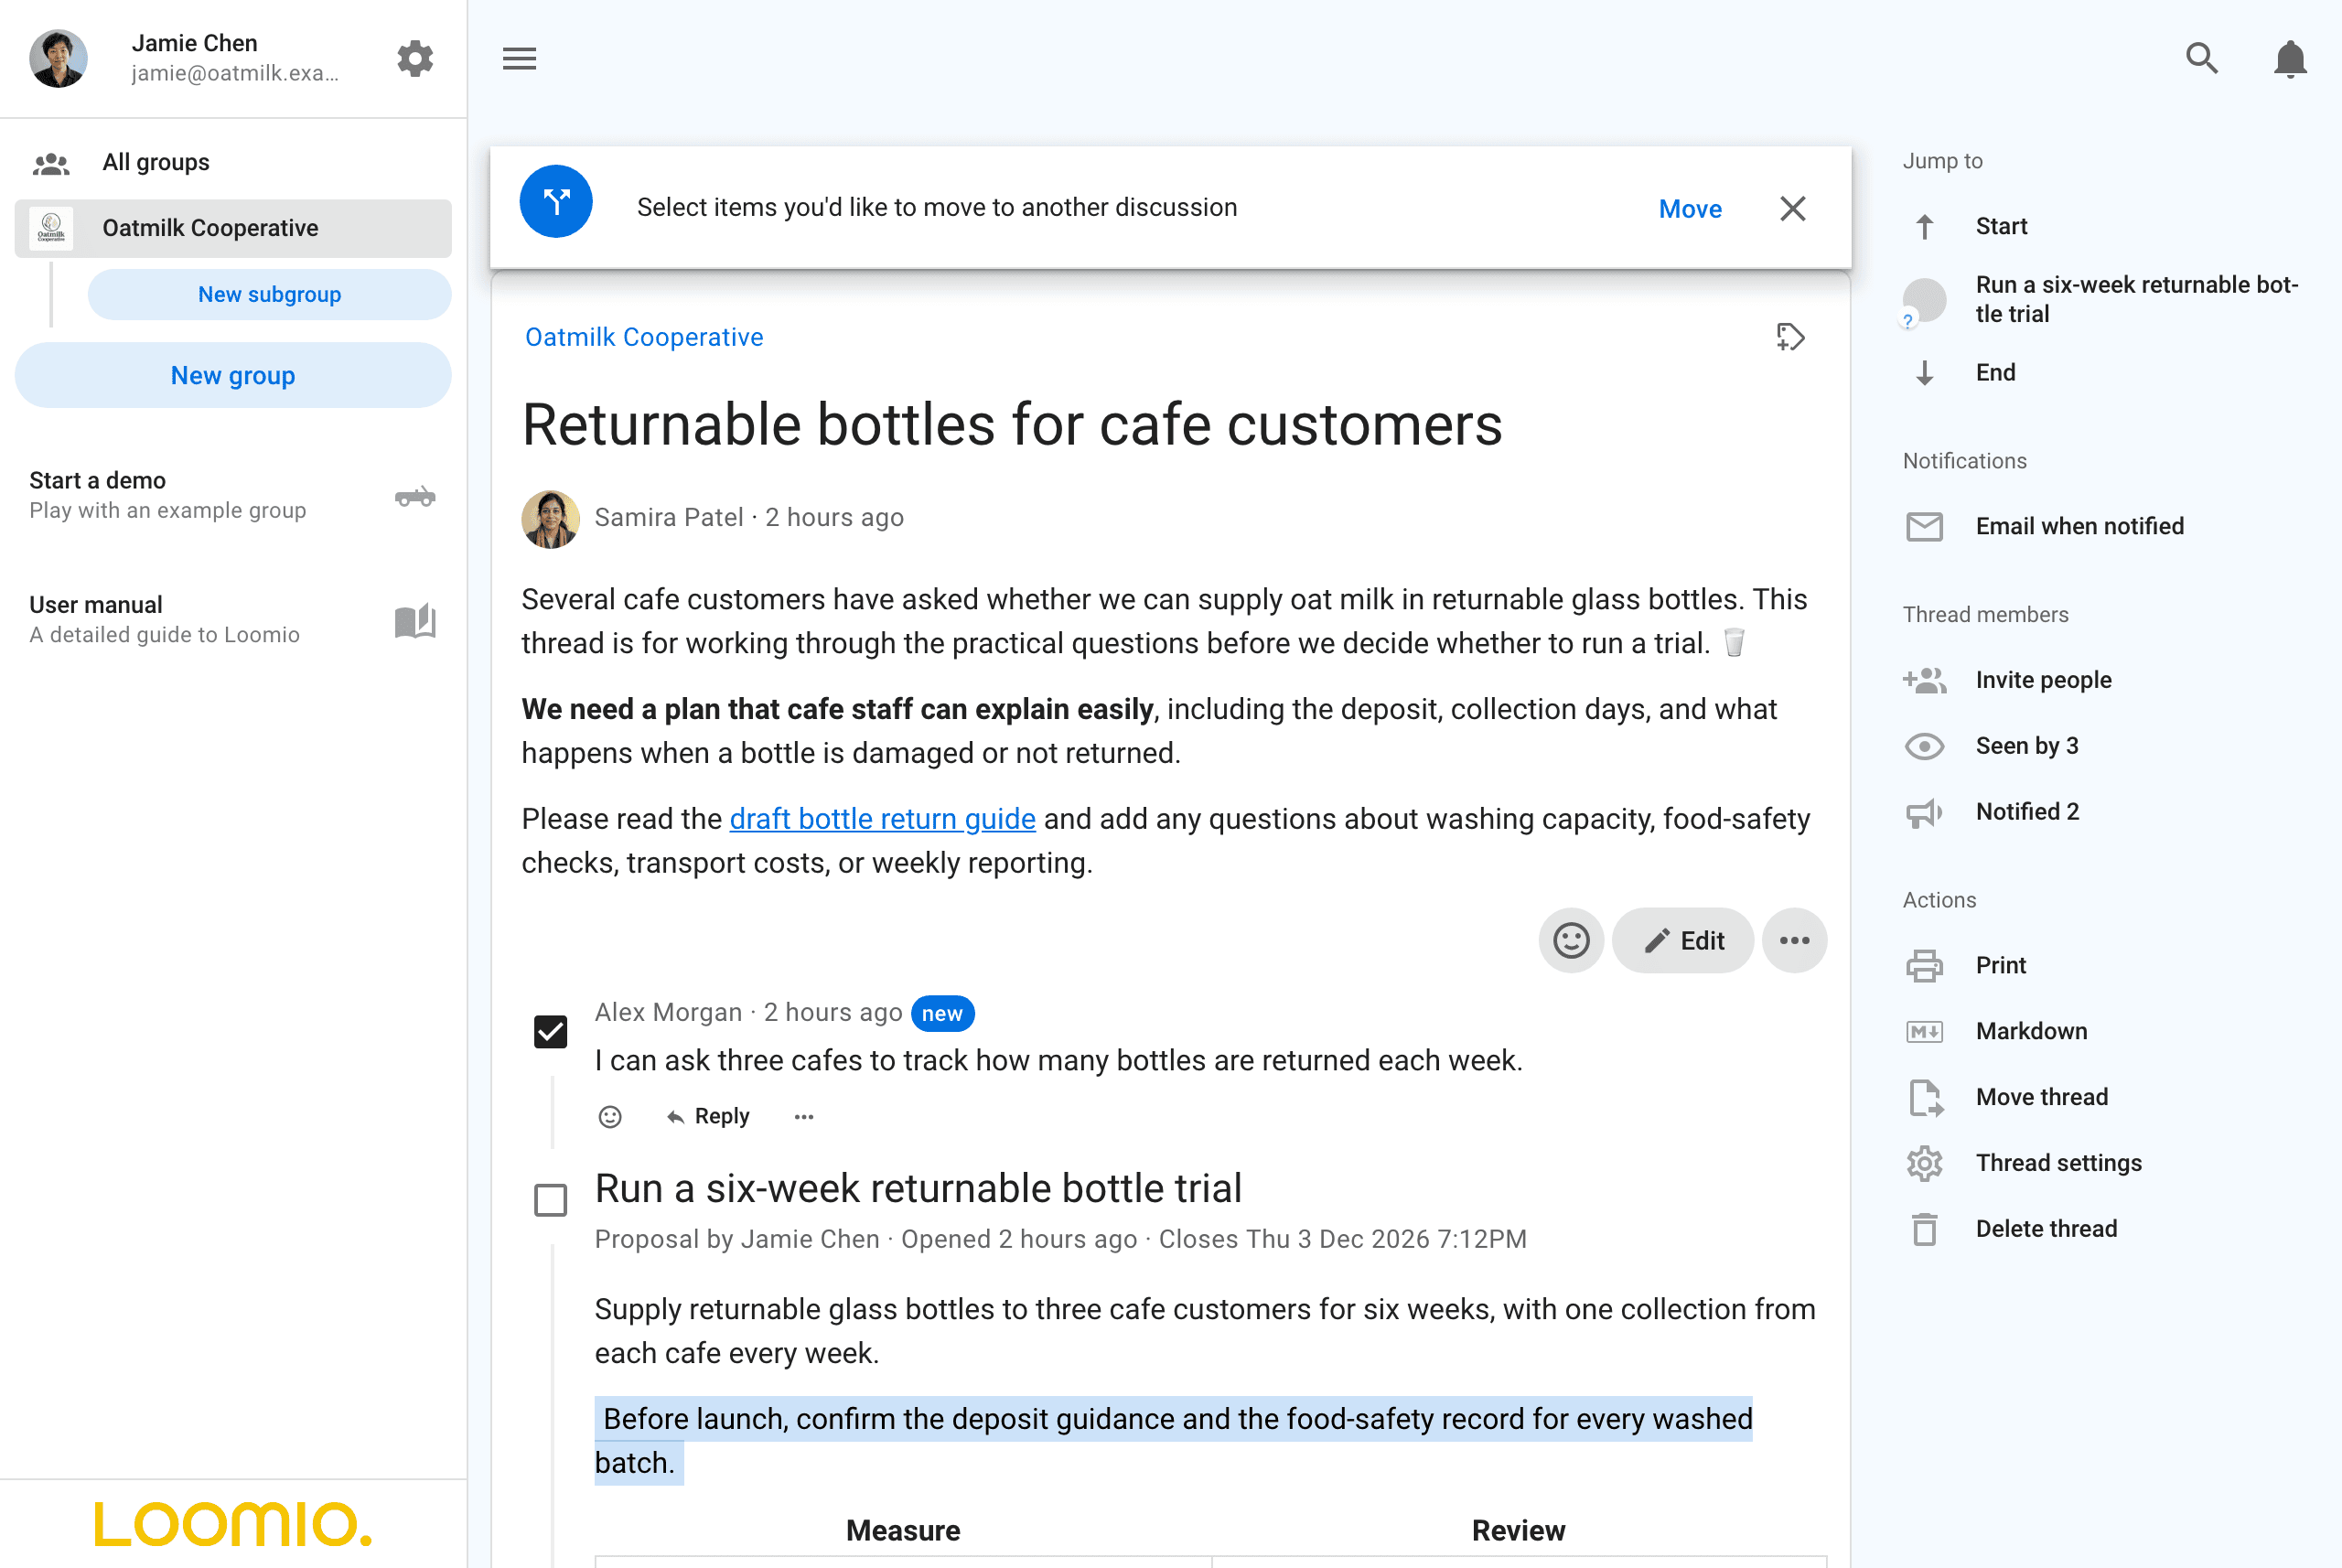 Jamie Chen
jamie@oatmilk.exa...
All groups
Oatmilk Cooperative
Oatmilk Cooperative
New subgroup
New group
Start a demo
Play with an example group
User manual
A detailed guide to Loomio
LOOMIO.
Select items you'd like to move to another discussion
Move
Oatmilk Cooperative
Returnable bottles for cafe customers
Samira Patel · 2 hours ago
Several cafe customers have asked whether we can supply oat milk in returnable glass bottles. This
thread is for working through the practical questions before we decide whether to run a trial. 🥛
We need a plan that cafe staff can explain easily, including the deposit, collection days, and what
happens when a bottle is damaged or not returned.
Please read the draft bottle return guide and add any questions about washing capacity, food-safety
checks, transport costs, or weekly reporting.
Edit
Alex Morgan · 2 hours ago new
I can ask three cafes to track how many bottles are returned each week.
Reply
Run a six-week returnable bottle trial
Proposal by Jamie Chen · Opened 2 hours ago · Closes Thu 3 Dec 2026 7:12PM
Supply returnable glass bottles to three cafe customers for six weeks, with one collection from
each cafe every week.
Before launch, confirm the deposit guidance and the food-safety record for every washed
batch.
Measure Review
Jump to
Start
Run a six-week returnable bot-
tle trial
?
End
Notifications
Email when notified
Thread members
Invite people
Seen by 3
Notified 2
Actions
Print
M Markdown
Move thread
Thread settings
Delete thread